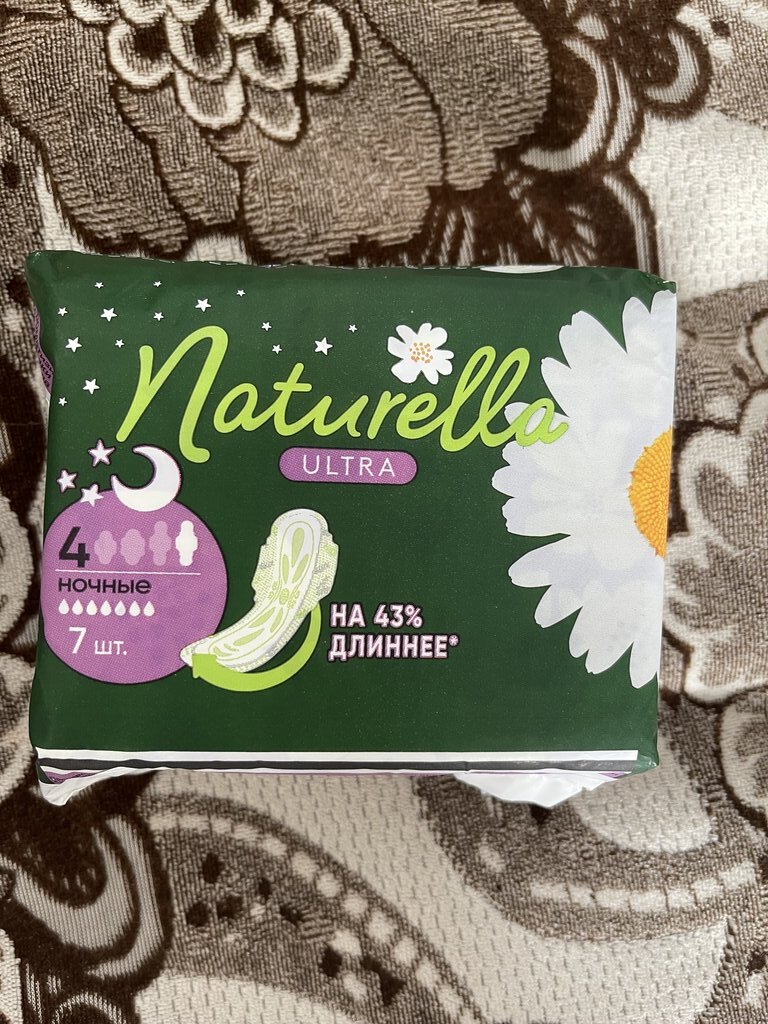 Naturella
ULTRA
4
ночные
7 шт.
НА 43%
ДЛИННЕЕ*